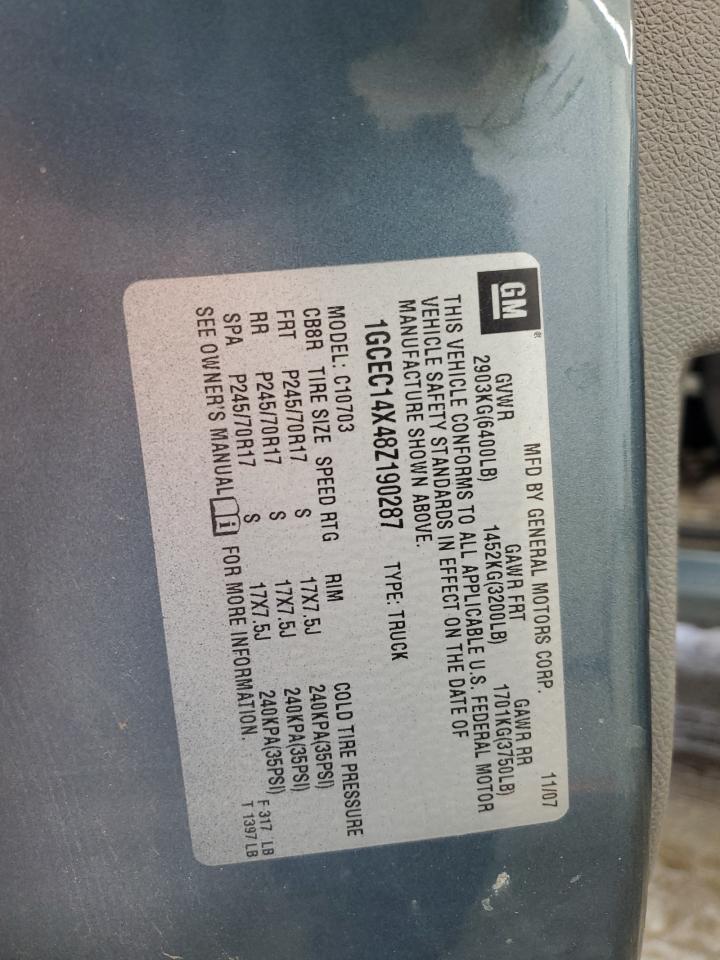 GM®
MFD BY GENERAL MOTORS CORP. 11/07
GVWR GAWR FRT GAWR RR
2903KG(6400LB) 1452KG(3200LB) 1701KG(3750LB)
THIS VEHICLE CONFORMS TO ALL APPLICABLE U.S. FEDERAL MOTOR
VEHICLE SAFETY STANDARDS IN EFFECT ON THE DATE OF
MANUFACTURE SHOWN ABOVE.
1GCEC14X48Z190287 TYPE: TRUCK
MODEL: C10703
CB8R TIRE SIZE SPEED RTG RIM COLD TIRE PRESSURE
FRT P245/70R17 S 17X7.5J 240KPA(35PSI)
RR P245/70R17 S 17X7.5J 240KPA(35PSI)
SPA P245/70R17 S 17X7.5J 240KPA(35PSI) F 317 LB
SEE OWNER'S MANUAL i FOR MORE INFORMATION. T 1397 LB